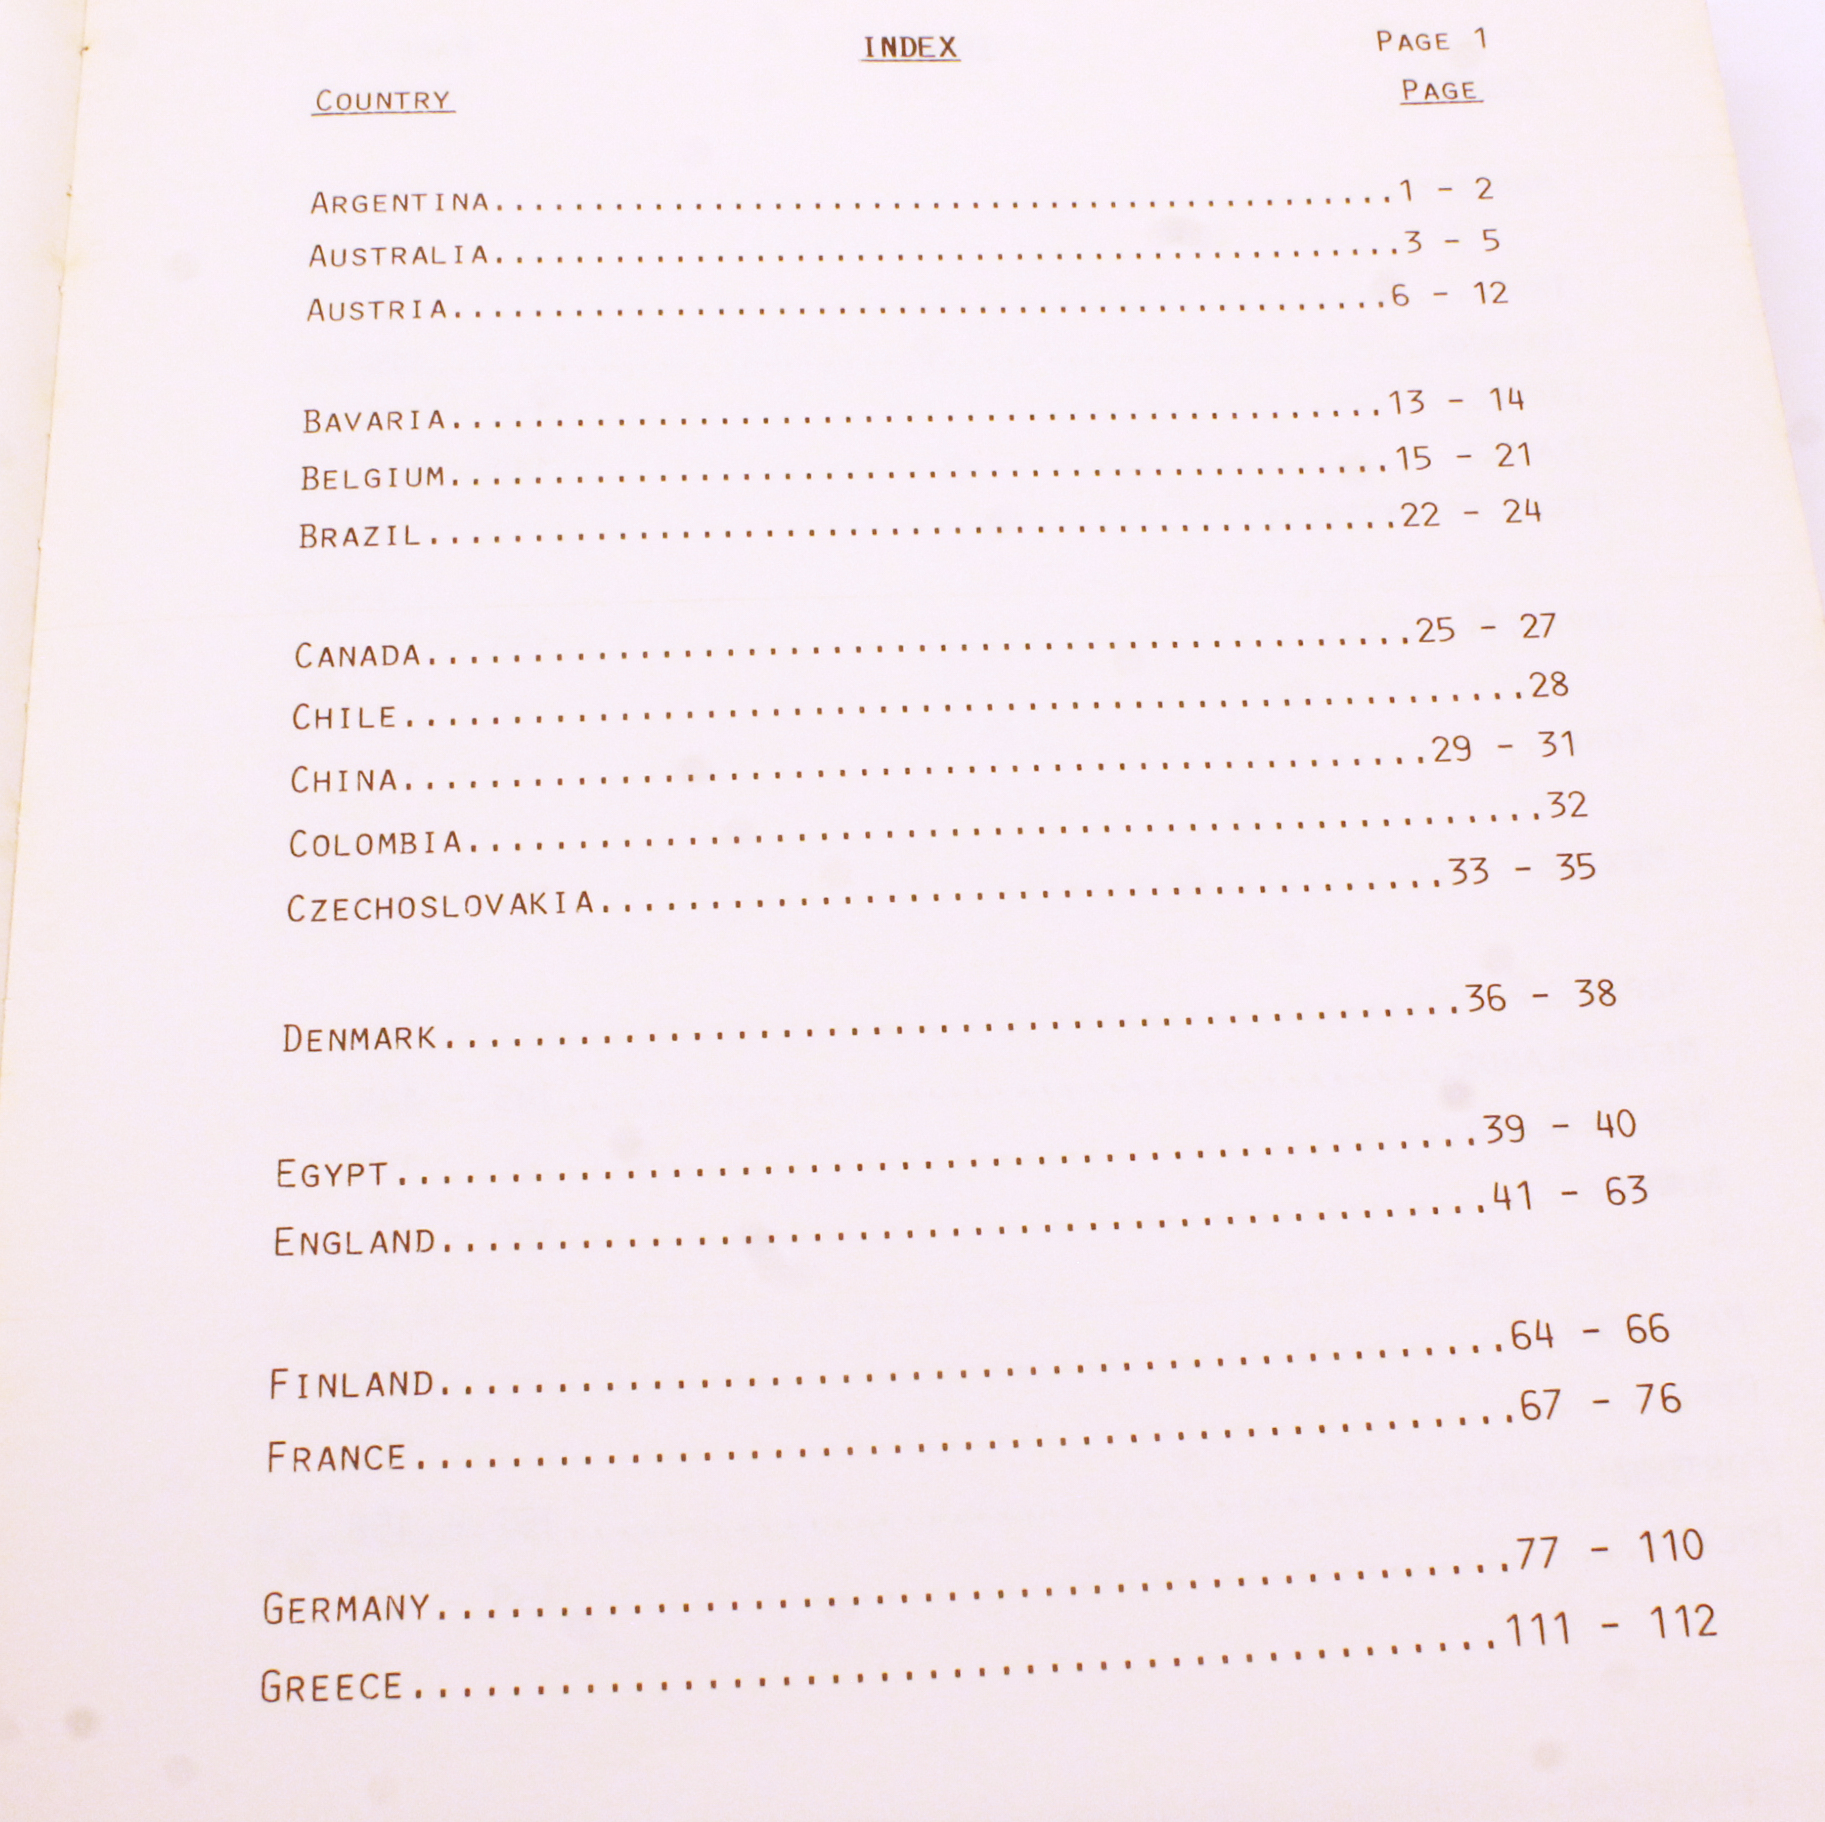 INDEX PAGE 1
COUNTRY PAGE
ARGENTINA.............................................1 - 2
AUSTRALIA.............................................3 - 5
AUSTRIA...............................................6 - 12
BAVARIA.............................................13 - 14
BELGIUM.............................................15 - 21
BRAZIL..............................................22 - 24
CANADA..............................................25 - 27
CHILE....................................................28
CHINA...............................................29 - 31
COLOMBIA.................................................32
CZECHOSLOVAKIA......................................33 - 35
DENMARK.............................................36 - 38
EGYPT...............................................39 - 40
ENGLAND.............................................41 - 63
FINLAND.............................................64 - 66
FRANCE..............................................67 - 76
GERMANY............................................77 - 110
GREECE............................................111 - 112